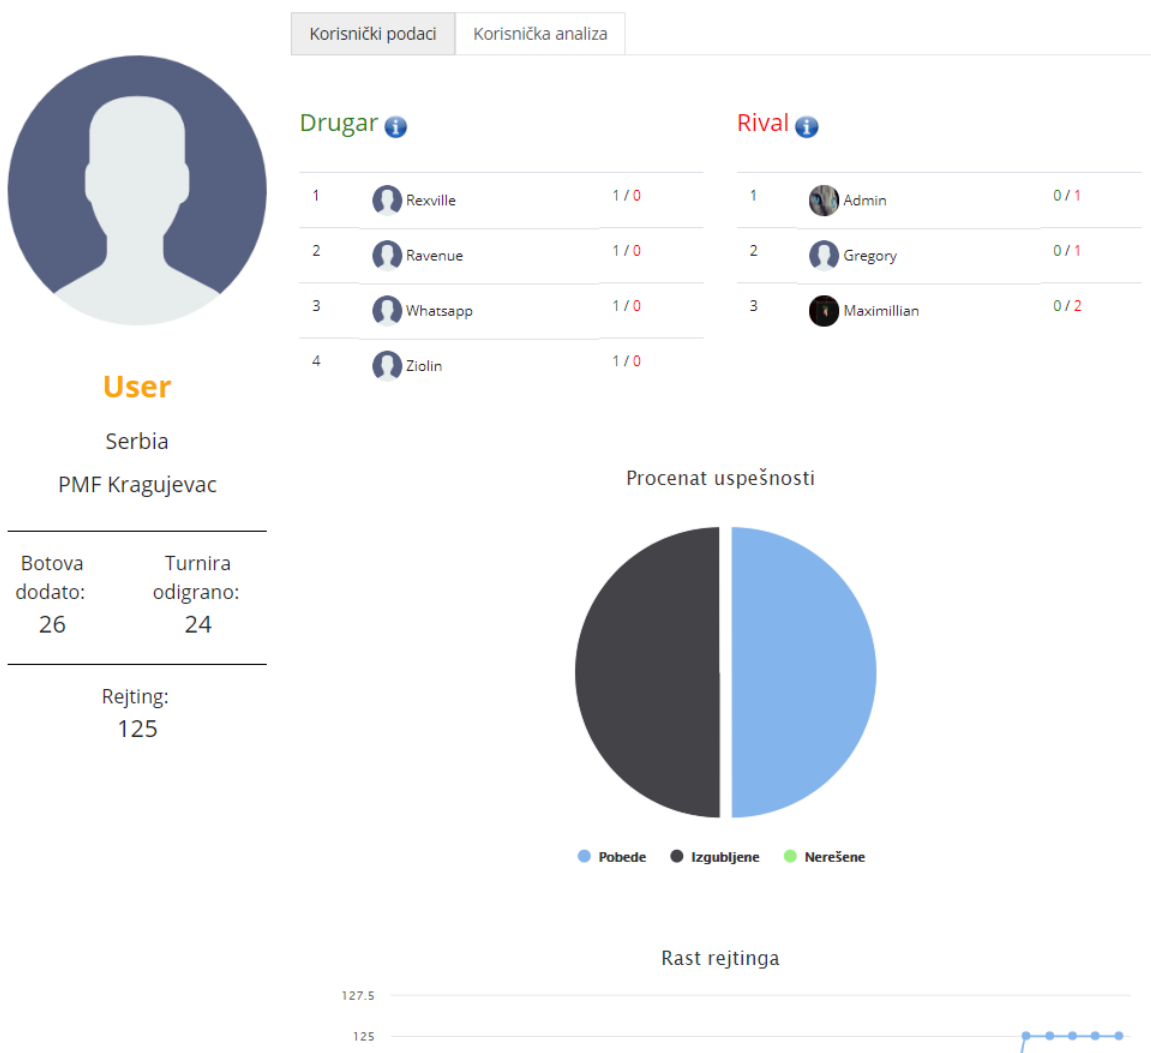 Korisnički podaci Korisnička analiza
User
Serbia
PMF Kragujevac
Botova dodato:
26
Turnira odigrano:
24
Rejting:
125
Drugar
1 Rexville 1 / 0
2 Ravenue 1 / 0
3 Whatsapp 1 / 0
4 Ziolin 1 / 0
Rival
1 Admin 0 / 1
2 Gregory 0 / 1
3 Maximillian 0 / 2
Procenat uspešnosti
Pobede Izgubljene Nerešene
Rast rejtinga
127.5
125